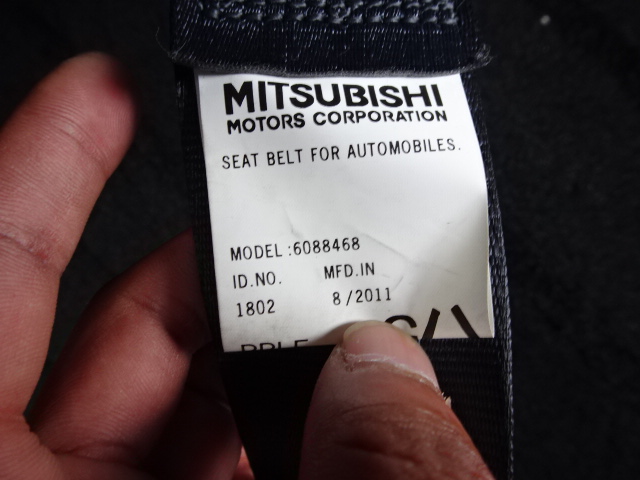 MITSUBISHI
MOTORS CORPORATION
SEAT BELT FOR AUTOMOBILES.
MODEL:6088468
ID.NO. MFD.IN
1802 8/2011